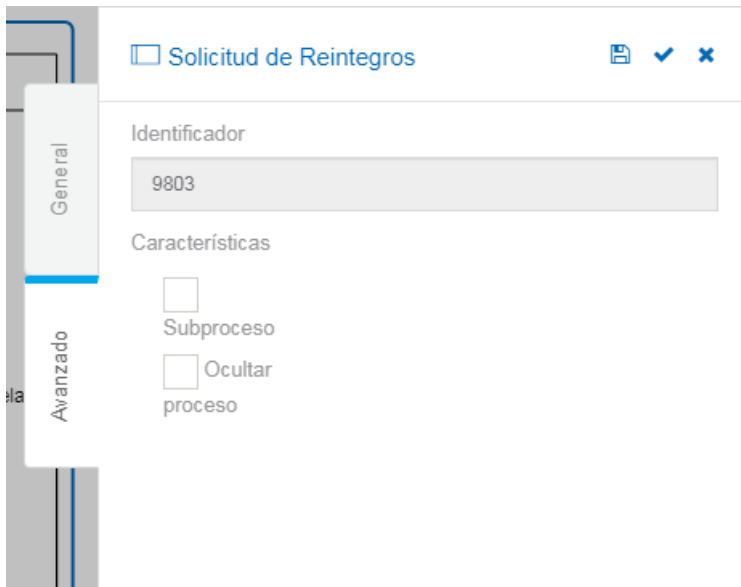 Solicitud de Reintegros
General
Identificador
9803
Características
Subproceso
Ocultar
proceso
Avanzado